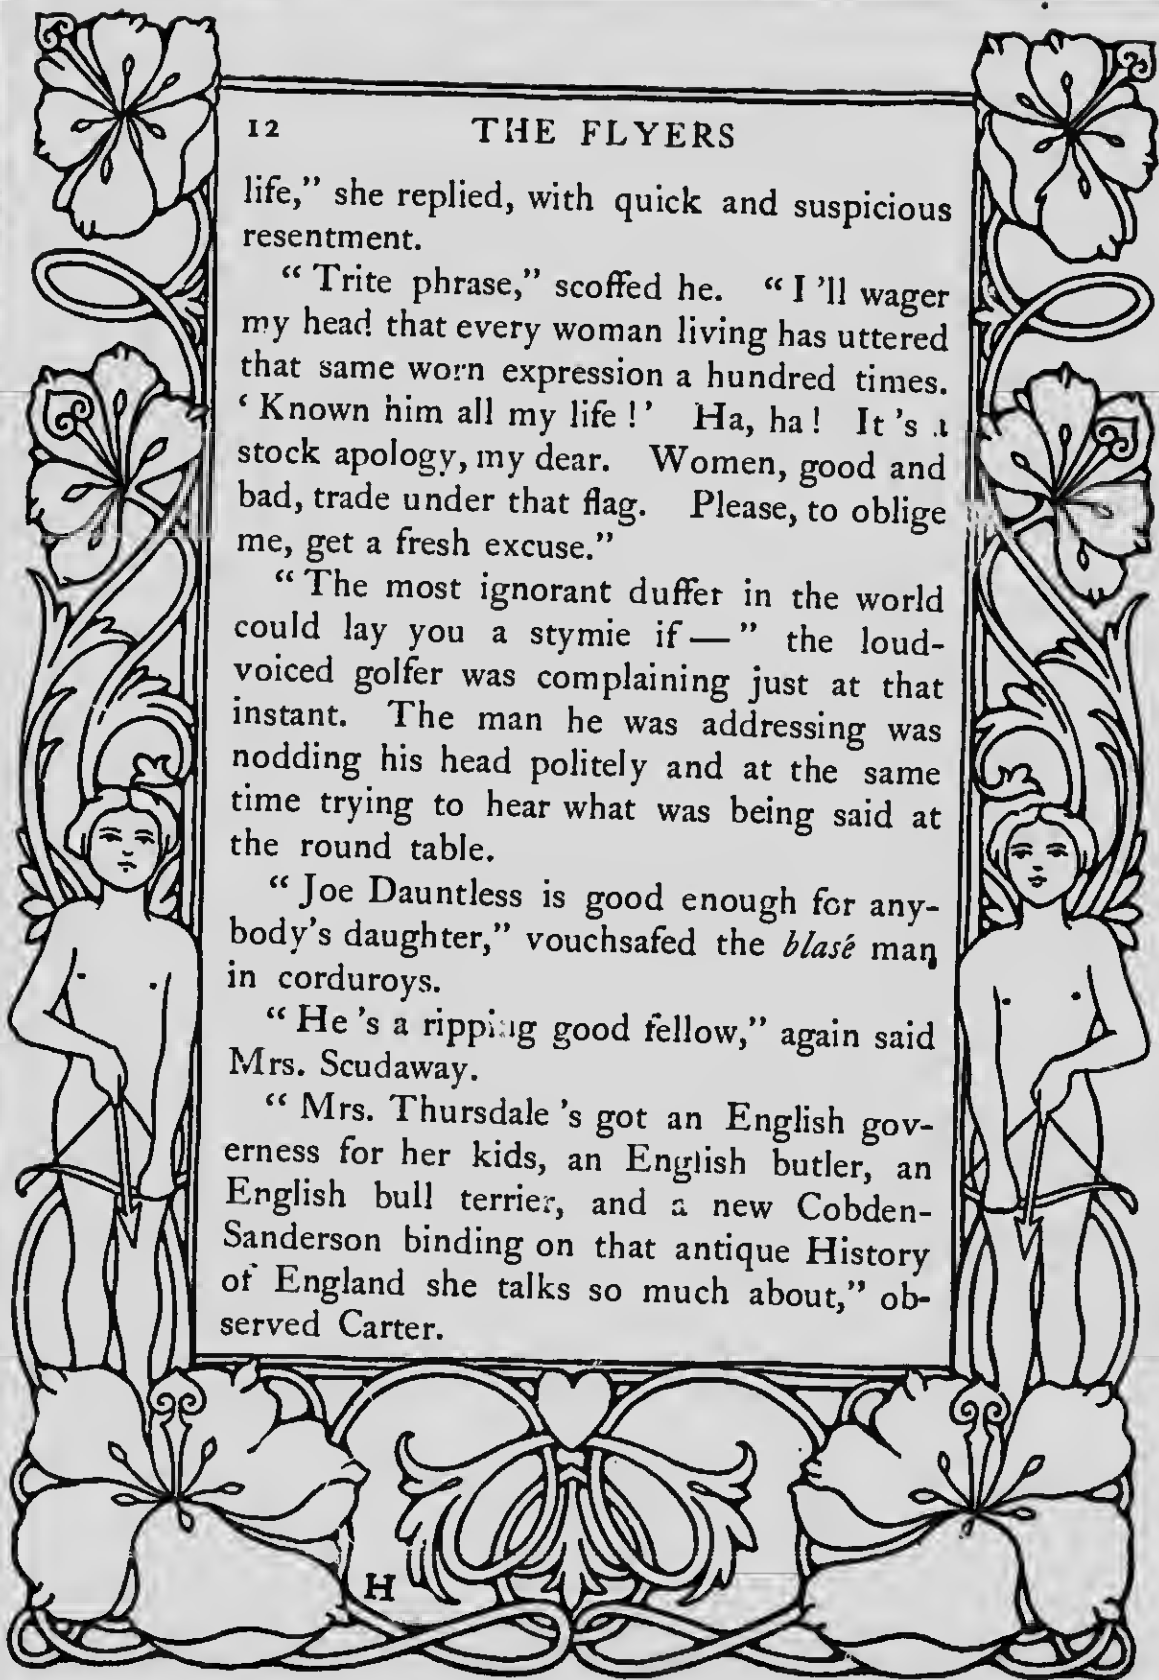 12 THE FLYERS
life,” she replied, with quick and suspicious
resentment.
“Trite phrase,” scoffed he. “I ’ll wager
my head that every woman living has uttered
that same worn expression a hundred times.
‘Known him all my life!’ Ha, ha! It ’s a
stock apology, my dear. Women, good and
bad, trade under that flag. Please, to oblige
me, get a fresh excuse.”
“The most ignorant duffer in the world
could lay you a stymie if—” the loud-
voiced golfer was complaining just at that
instant. The man he was addressing was
nodding his head politely and at the same
time trying to hear what was being said at
the round table.
“Joe Dauntless is good enough for any-
body’s daughter,” vouchsafed the blasé man
in corduroys.
“He ’s a ripping good fellow,” again said
Mrs. Scudaway.
“Mrs. Thursdale ’s got an English gov-
erness for her kids, an English butler, an
English bull terrier, and a new Cobden-
Sanderson binding on that antique History
of England she talks so much about,” ob-
served Carter.
H